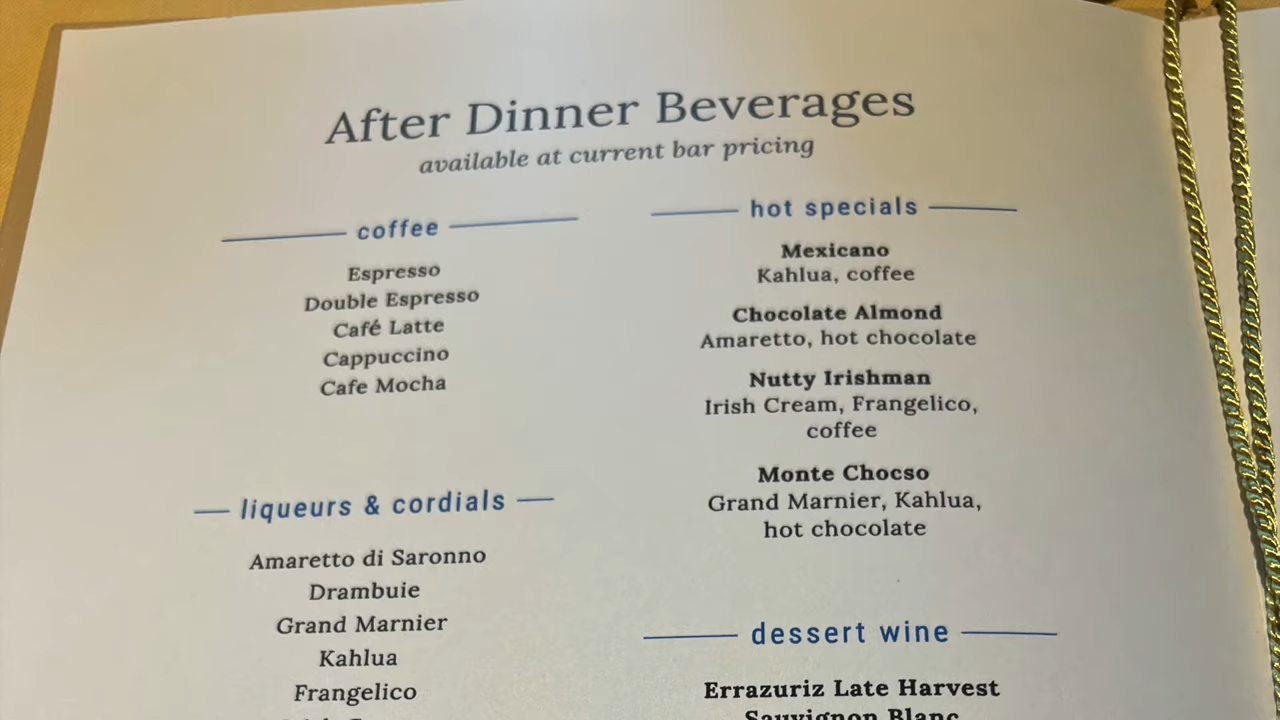 After Dinner Beverages
available at current bar pricing
coffee
Espresso
Double Espresso
Café Latte
Cappuccino
Cafe Mocha
liqueurs & cordials
Amaretto di Saronno
Drambuie
Grand Marnier
Kahlua
Frangelico
hot specials
Mexicano
Kahlua, coffee
Chocolate Almond
Amaretto, hot chocolate
Nutty Irishman
Irish Cream, Frangelico,
coffee
Monte Chocso
Grand Marnier, Kahlua,
hot chocolate
dessert wine
Errazuriz Late Harvest
Sauvignon Blanc